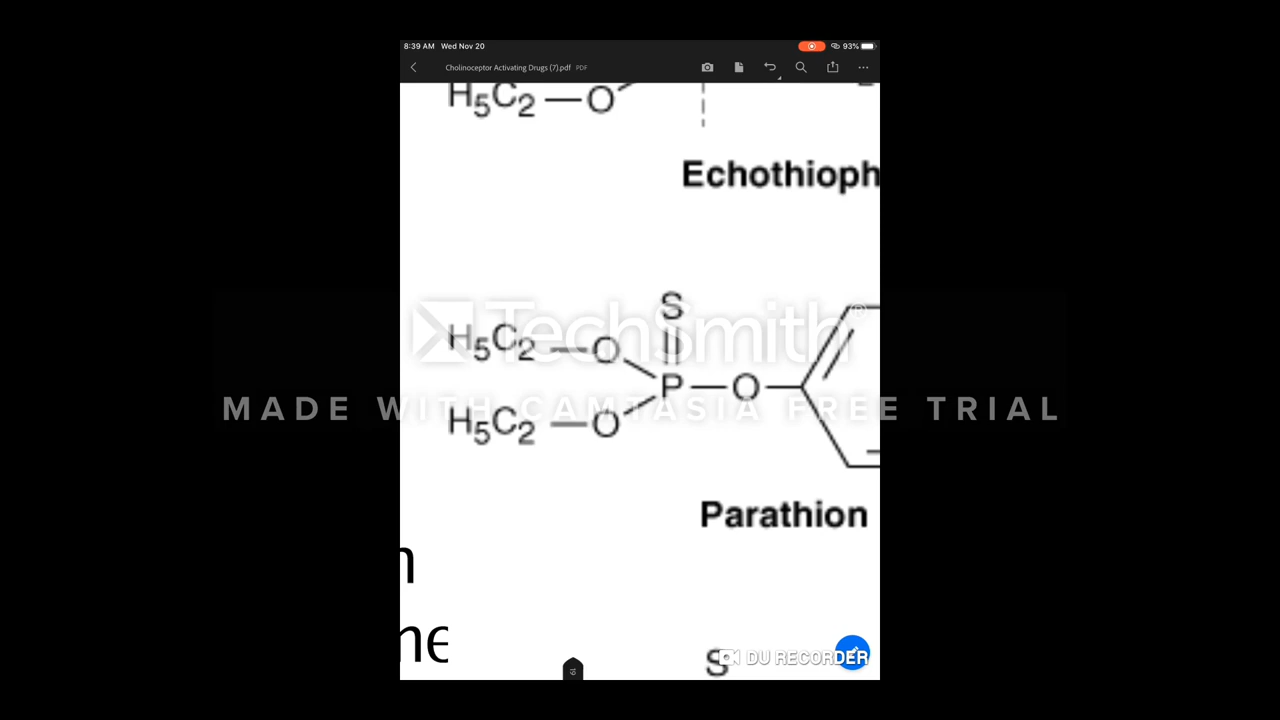 8:39 AM Wed Nov 20
93%
Cholinoceptor Activating Drugs (7).pdf PDF
H5C2—O
Echothioph
S
H5C2—O
P—O
H5C2—O
TechSmith®
MADE WITH CAMTASIA FREE TRIAL
Parathion
S
DU RECORDER